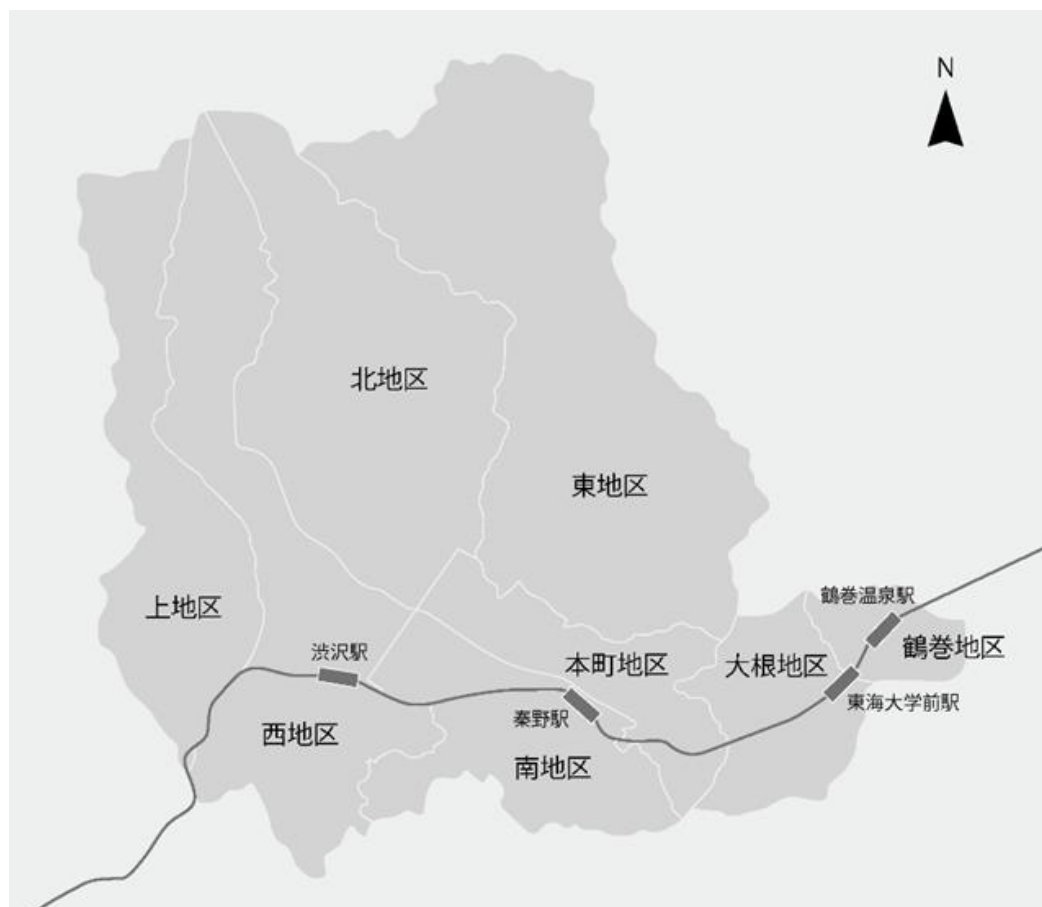 N
北地区
東地区
鶴巻温泉駅
上地区
鶴巻地区
渋沢駅
本町地区
大根地区
東海大学前駅
秦野駅
西地区
南地区